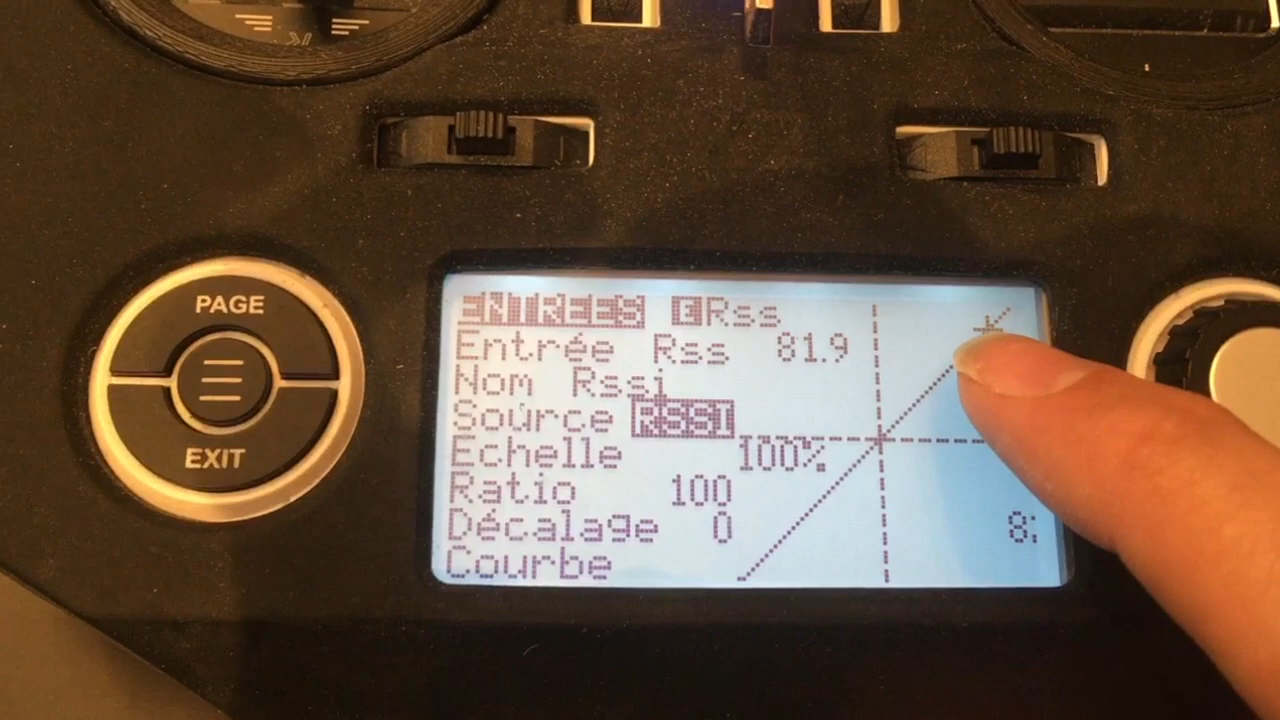 PAGE
EXIT
ENTREES ERss
Entrée Rss 81.9
Nom Rssi
Source RSSI
Echelle 100%
Ratio 100
Décalage 0 8:
Courbe